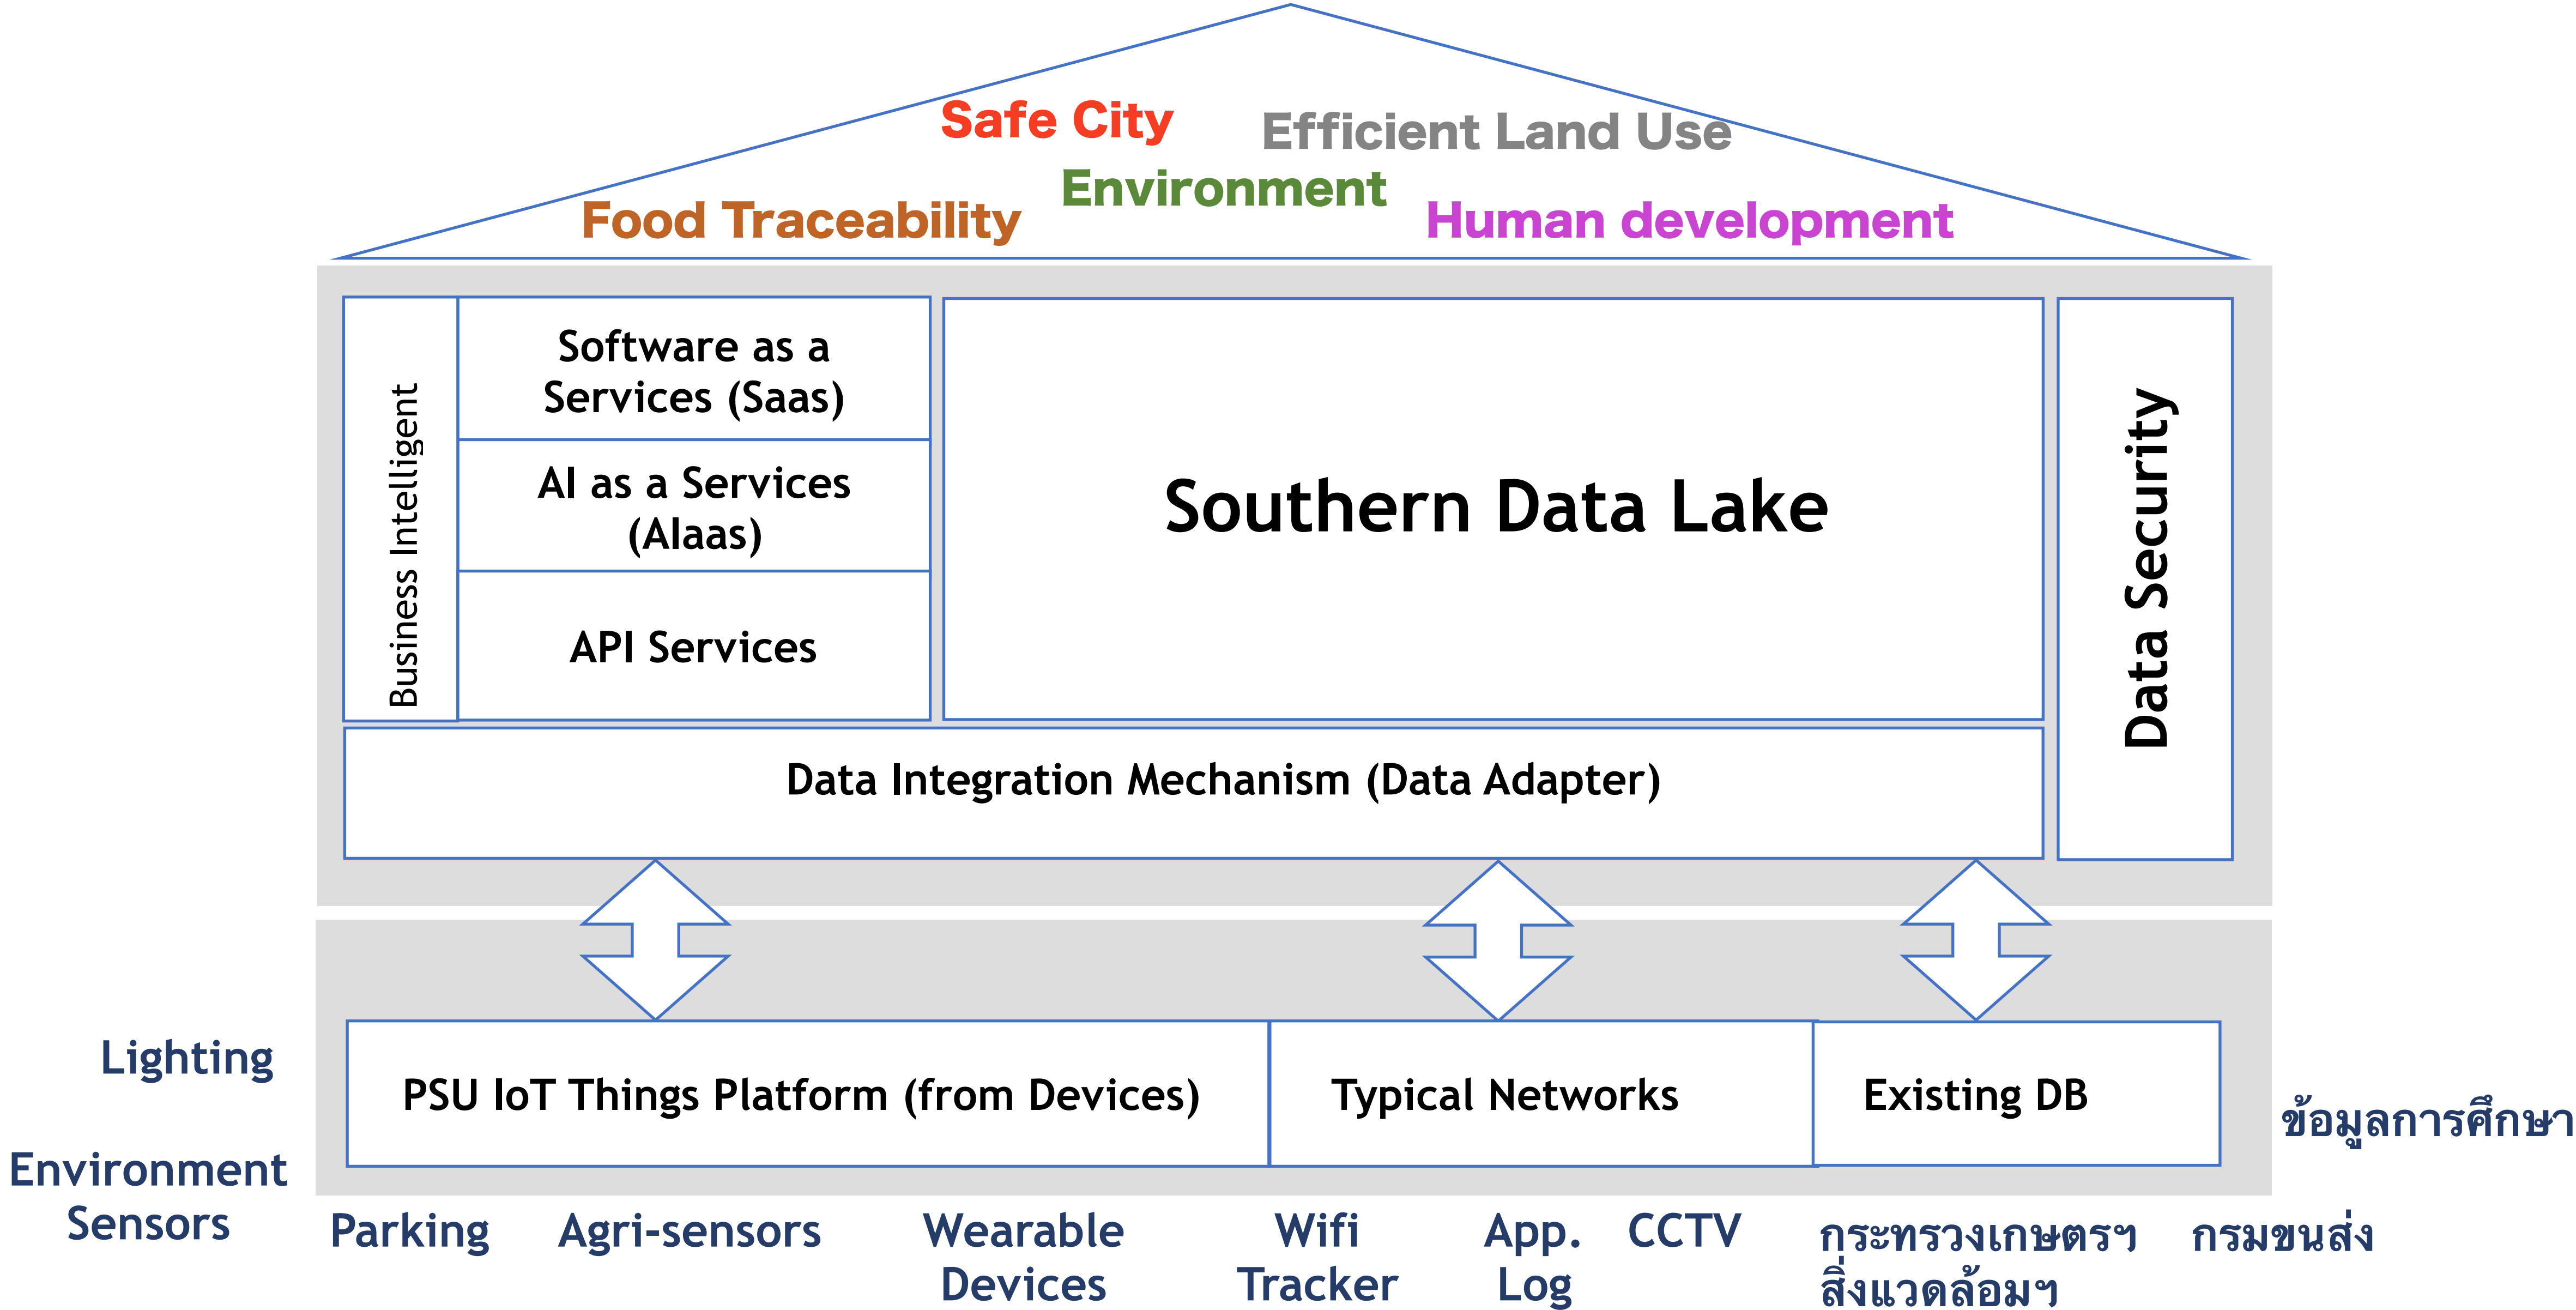 Safe City
Efficient Land Use
Environment
Food Traceability
Human development
Business Intelligent
Software as a
Services (Saas)
AI as a Services
(AIaas)
API Services
Southern Data Lake
Data Security
Data Integration Mechanism (Data Adapter)
PSU IoT Things Platform (from Devices)
Typical Networks
Existing DB
Lighting
Environment
Sensors
Parking
Agri-sensors
Wearable
Devices
Wifi
Tracker
App.
Log
CCTV
กระทรวงเกษตรฯ
สิ่งแวดล้อมฯ
กรมขนส่ง
ข้อมูลการศึกษา